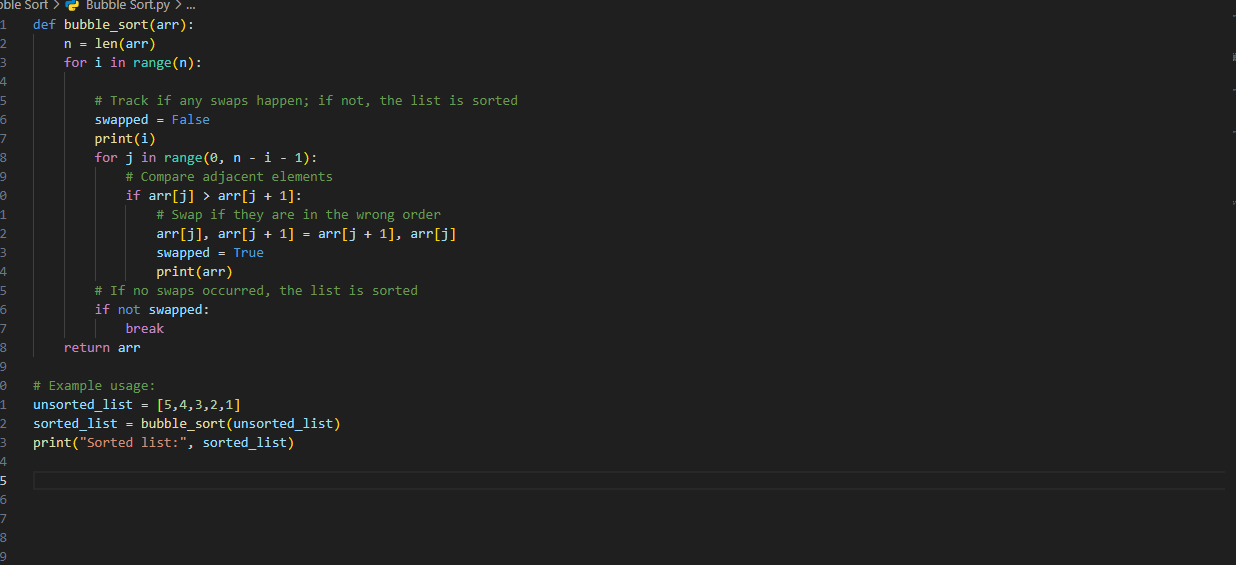 bble Sort > Bubble Sort.py > ...
1 def bubble_sort(arr):
2 n = len(arr)
3 for i in range(n):
4
5 # Track if any swaps happen; if not, the list is sorted
6 swapped = False
7 print(i)
8 for j in range(0, n - i - 1):
9 # Compare adjacent elements
0 if arr[j] > arr[j + 1]:
1 # Swap if they are in the wrong order
2 arr[j], arr[j + 1] = arr[j + 1], arr[j]
3 swapped = True
4 print(arr)
5 # If no swaps occurred, the list is sorted
6 if not swapped:
7 break
8 return arr
9
0 # Example usage:
1 unsorted_list = [5,4,3,2,1]
2 sorted_list = bubble_sort(unsorted_list)
3 print("Sorted list:", sorted_list)
4
5
6
7
8
9